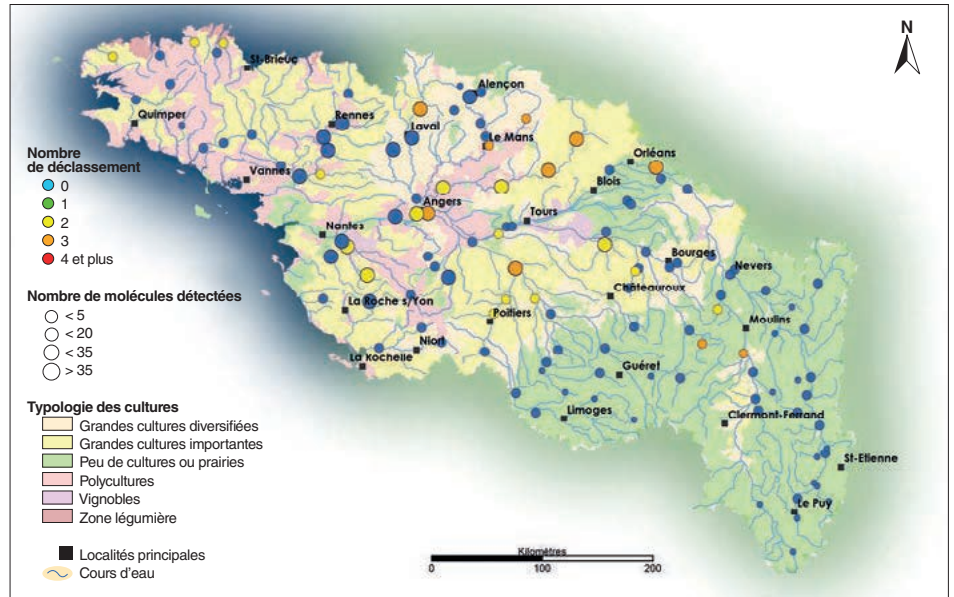 N
St-Brieuc
Alençon
Quimper
Rennes
Laval
Le Mans
Orléans
Vannes
Blois
Angers
Tours
Nantes
Bourges
Nevers
Châteauroux
La Roche s/Yon
Poitiers
Moulins
Niort
La Rochelle
Guéret
Limoges
Clermont-Ferrand
St-Etienne
Le Puy
Nombre
de déclassement
0
1
2
3
4 et plus
Nombre de molécules détectées
< 5
< 20
< 35
> 35
Typologie des cultures
Grandes cultures diversifiées
Grandes cultures importantes
Peu de cultures ou prairies
Polycultures
Vignobles
Zone légumière
Localités principales
Cours d'eau
Kilomètres
0 100 200